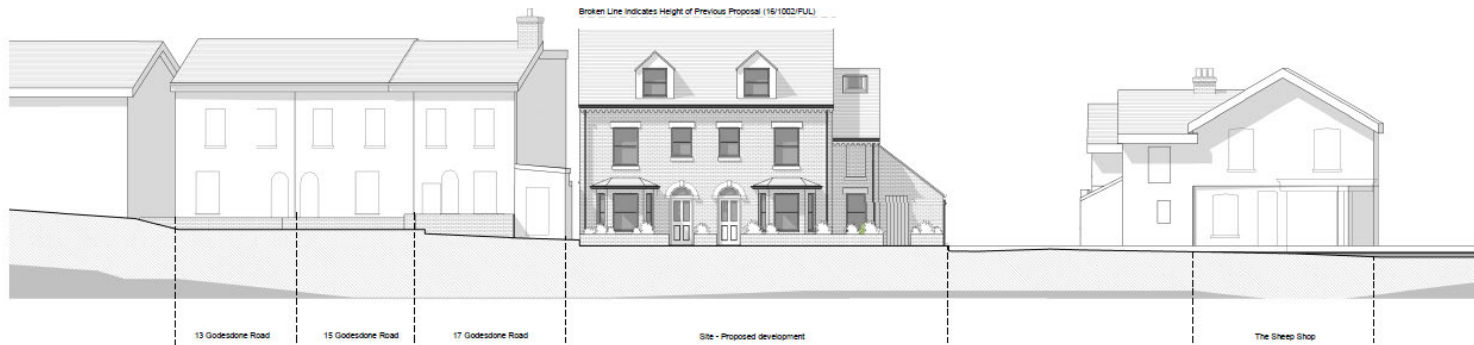 Broken Line Indicates Height of Previous Proposal (16/1002/FUL)
13 Godesdone Road
15 Godesdone Road
17 Godesdone Road
Site - Proposed development
The Sheep Shop